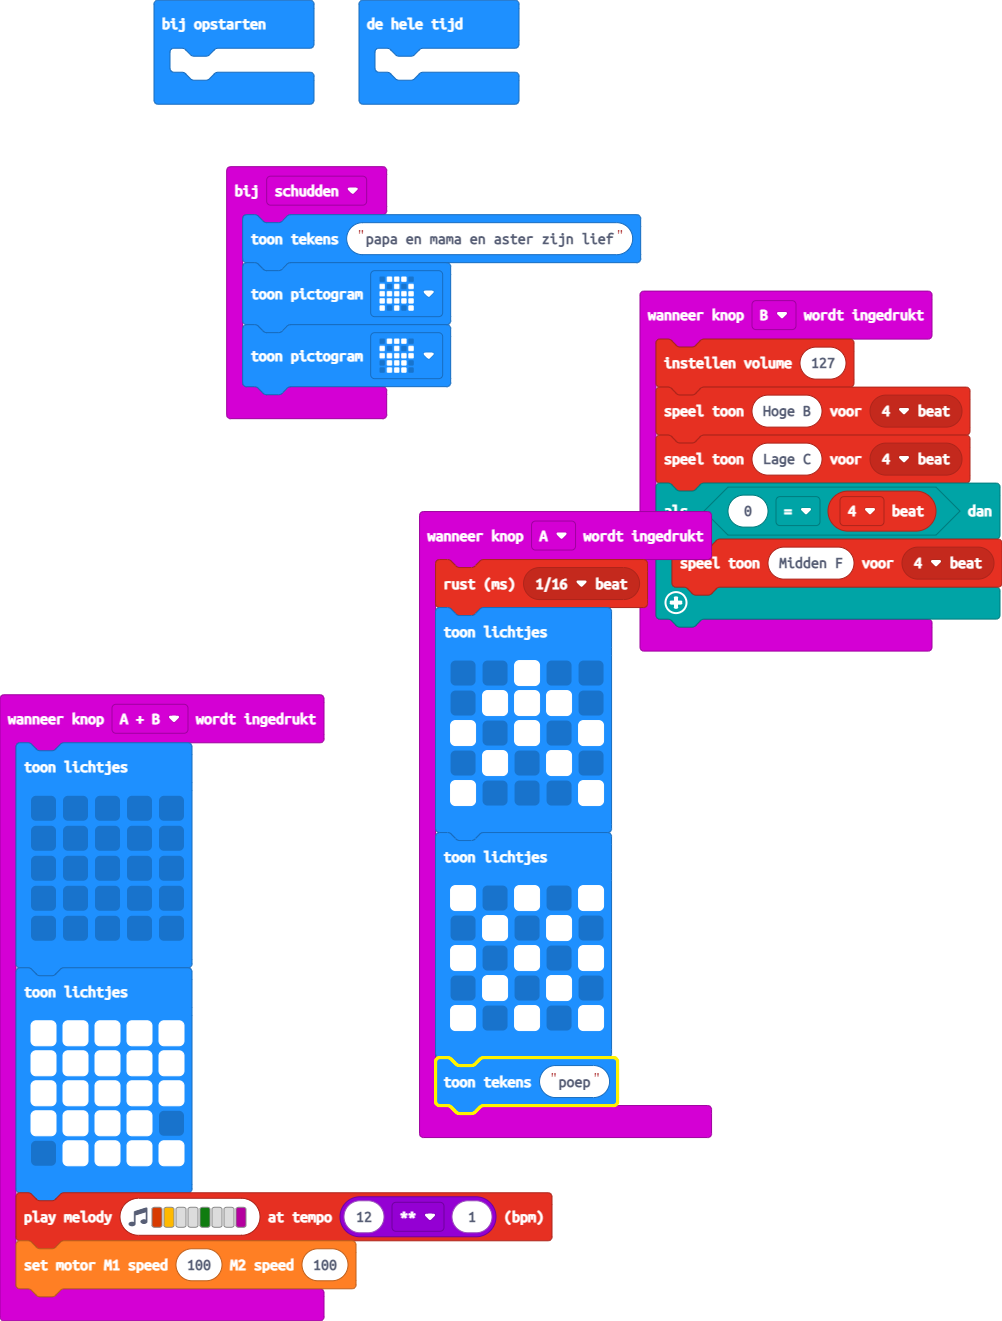 bij opstarten
de hele tijd
bij schudden
toon tekens "papa en mama en aster zijn lief"
toon pictogram
toon pictogram
wanneer knop B wordt ingedrukt
instellen volume 127
speel toon Hoge B voor 4 beat
speel toon Lage C voor 4 beat
als 0 = 4 beat dan
speel toon Midden F voor 4 beat
wanneer knop A wordt ingedrukt
rust (ms) 1/16 beat
toon lichtjes
toon lichtjes
toon tekens "poep"
wanneer knop A + B wordt ingedrukt
toon lichtjes
toon lichtjes
play melody at tempo 12 ** 1 (bpm)
set motor M1 speed 100 M2 speed 100